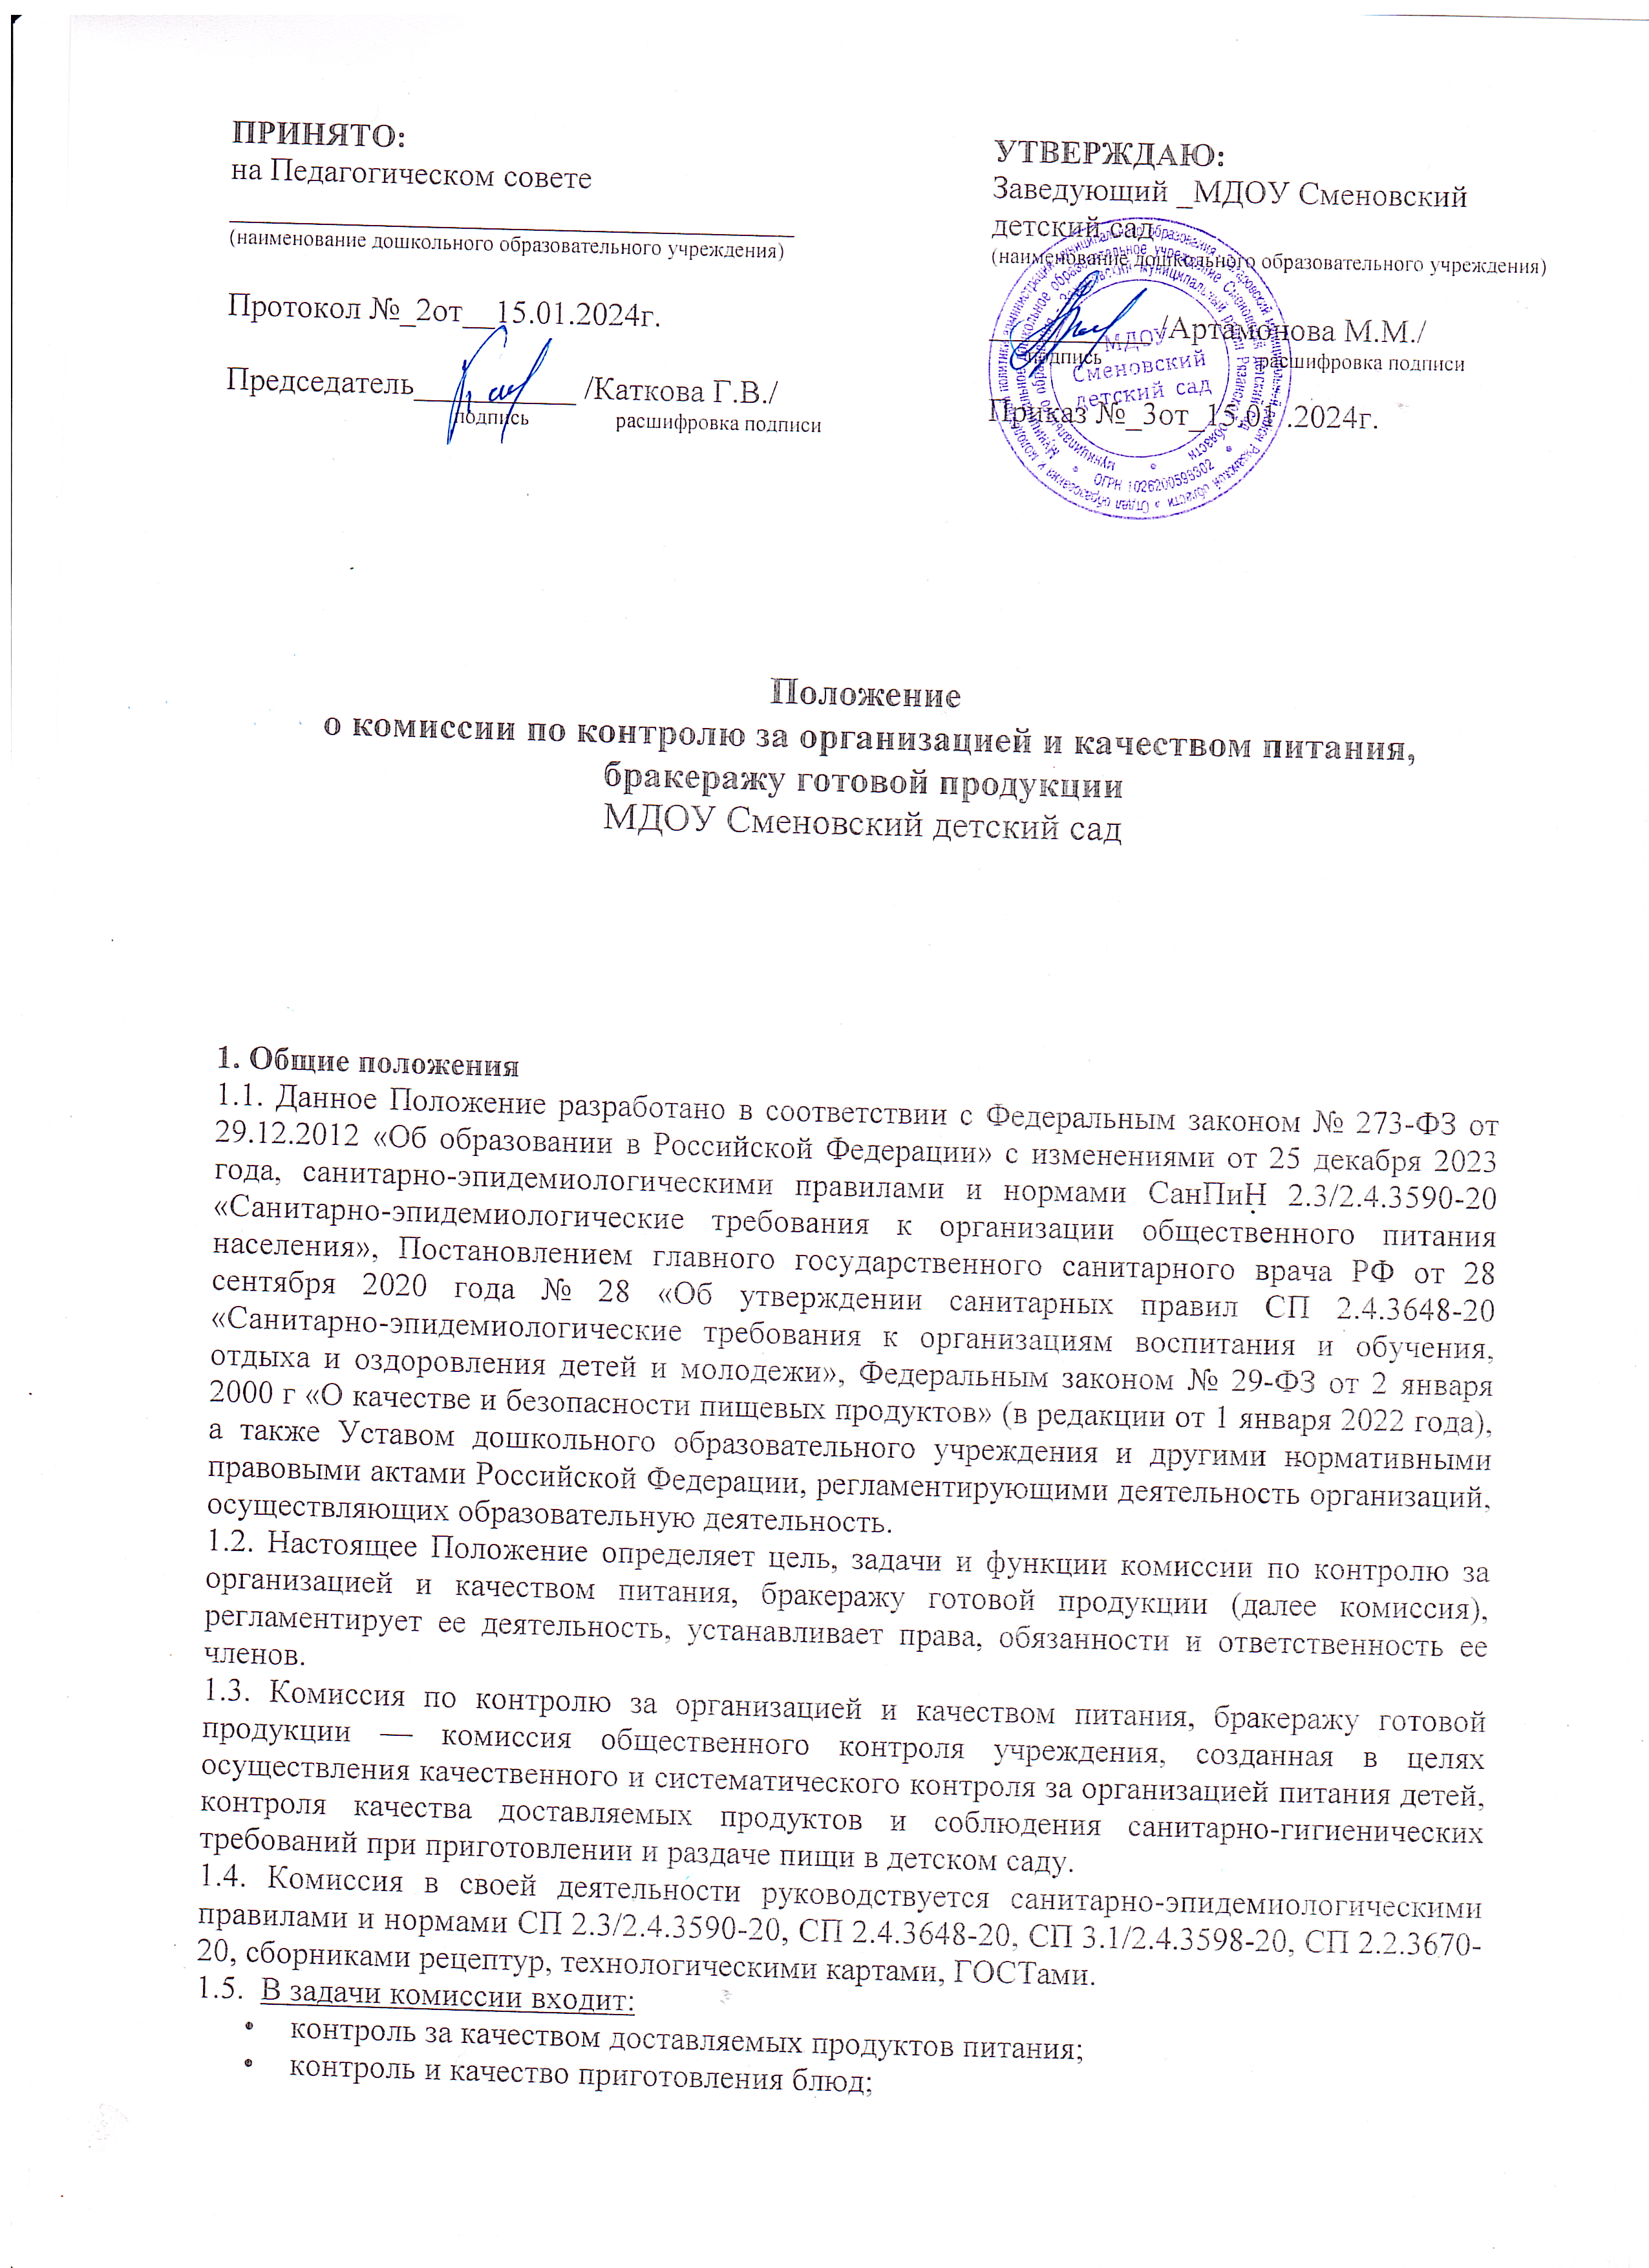 ПРИНЯТО:
на Педагогическом совете
(наименование дошкольного образовательного учреждения)
Протокол №_2от__15.01.2024г.
Председатель___________ /Каткова Г.В./
подпись расшифровка подписи
УТВЕРЖДАЮ:
Заведующий _МДОУ Сменовский
детский сад
(наименование дошкольного образовательного учреждения)
___________ /Артамонова М.М./
подпись расшифровка подписи
Приказ №_3от_15.01.2024г.
МДОУ
Сменовский
детский сад
ОГРН 1026200598302
Положение
о комиссии по контролю за организацией и качеством питания,
бракеражу готовой продукции
МДОУ Сменовский детский сад
1. Общие положения
1.1. Данное Положение разработано в соответствии с Федеральным законом № 273-ФЗ от
29.12.2012 «Об образовании в Российской Федерации» с изменениями от 25 декабря 2023
года, санитарно-эпидемиологическими правилами и нормами СанПиН 2.3/2.4.3590-20
«Санитарно-эпидемиологические требования к организации общественного питания
населения», Постановлением главного государственного санитарного врача РФ от 28
сентября 2020 года № 28 «Об утверждении санитарных правил СП 2.4.3648-20
«Санитарно-эпидемиологические требования к организациям воспитания и обучения,
отдыха и оздоровления детей и молодежи», Федеральным законом № 29-ФЗ от 2 января
2000 г «О качестве и безопасности пищевых продуктов» (в редакции от 1 января 2022 года),
а также Уставом дошкольного образовательного учреждения и другими нормативными
правовыми актами Российской Федерации, регламентирующими деятельность организаций,
осуществляющих образовательную деятельность.
1.2. Настоящее Положение определяет цель, задачи и функции комиссии по контролю за
организацией и качеством питания, бракеражу готовой продукции (далее комиссия),
регламентирует ее деятельность, устанавливает права, обязанности и ответственность ее
членов.
1.3. Комиссия по контролю за организацией и качеством питания, бракеражу готовой
продукции — комиссия общественного контроля учреждения, созданная в целях
осуществления качественного и систематического контроля за организацией питания детей,
контроля качества доставляемых продуктов и соблюдения санитарно-гигиенических
требований при приготовлении и раздаче пищи в детском саду.
1.4. Комиссия в своей деятельности руководствуется санитарно-эпидемиологическими
правилами и нормами СП 2.3/2.4.3590-20, СП 2.4.3648-20, СП 3.1/2.4.3598-20, СП 2.2.3670-
20, сборниками рецептур, технологическими картами, ГОСТами.
1.5. В задачи комиссии входит:
• контроль за качеством доставляемых продуктов питания;
• контроль и качество приготовления блюд;